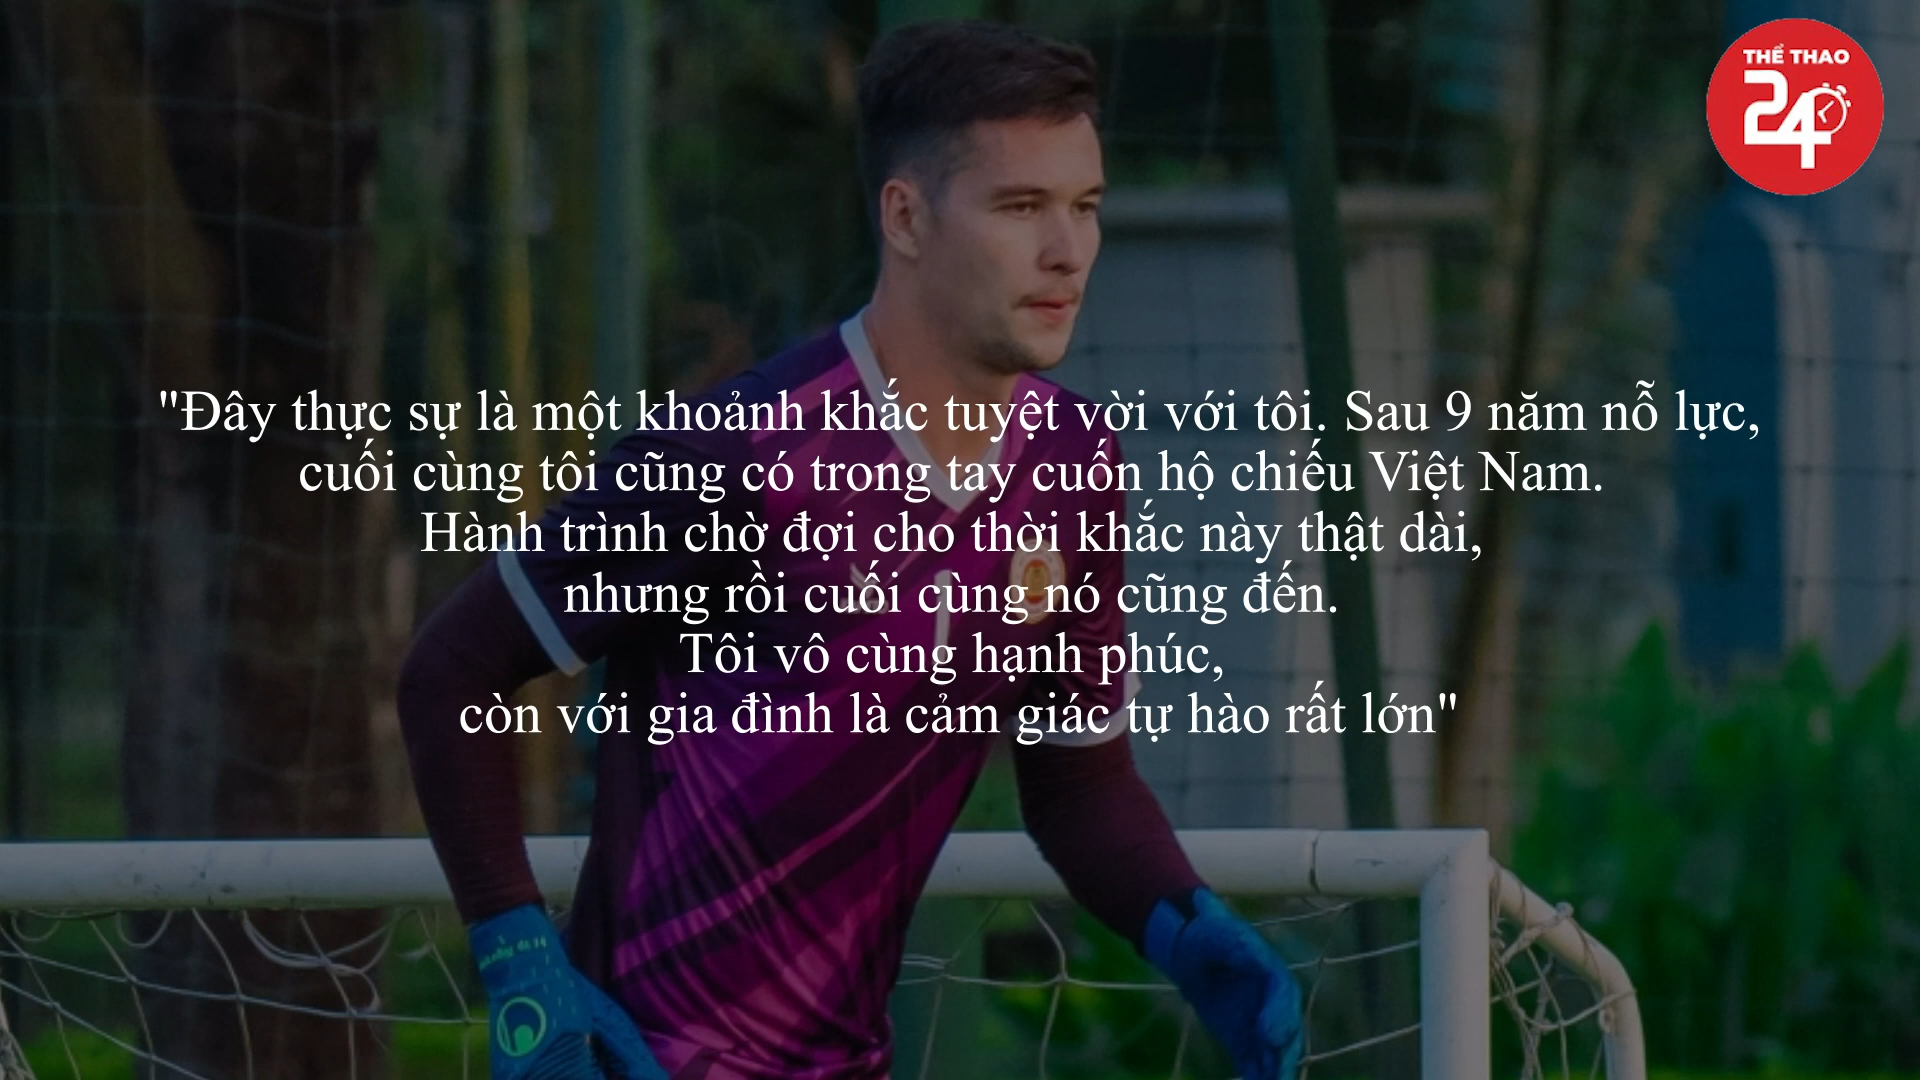 THỂ THAO
24
"Đây thực sự là một khoảnh khắc tuyệt vời với tôi. Sau 9 năm nỗ lực,
cuối cùng tôi cũng có trong tay cuốn hộ chiếu Việt Nam.
Hành trình chờ đợi cho thời khắc này thật dài,
nhưng rồi cuối cùng nó cũng đến.
Tôi vô cùng hạnh phúc,
còn với gia đình là cảm giác tự hào rất lớn"